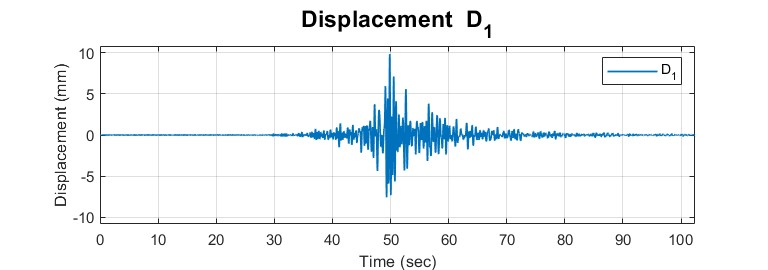 Displacement D₁
D₁
Displacement (mm)
10
5
0
-5
-10
0 10 20 30 40 50 60 70 80 90 100
Time (sec)